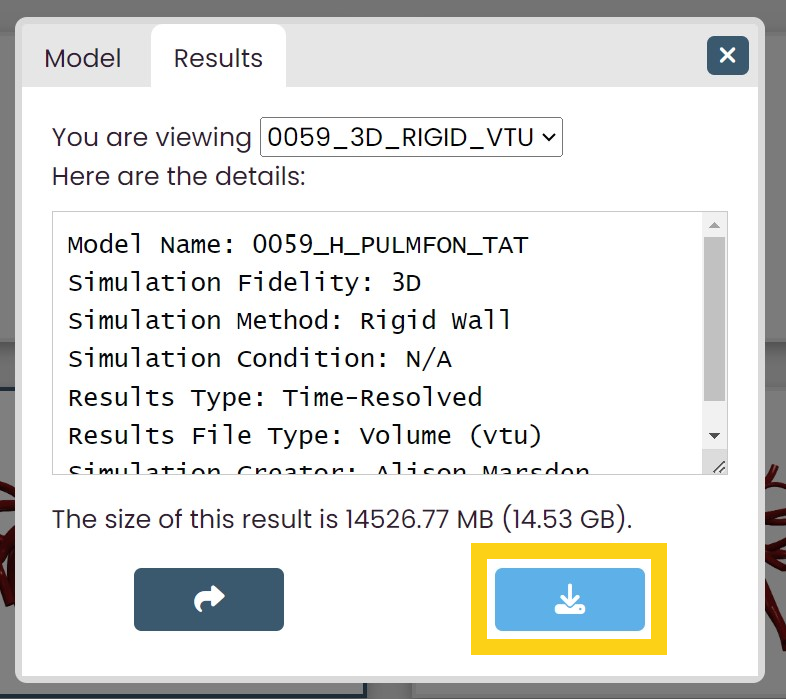 Model Results
You are viewing 0059_3D_RIGID_VTU
Here are the details:
Model Name: 0059_H_PULMFON_TAT
Simulation Fidelity: 3D
Simulation Method: Rigid Wall
Simulation Condition: N/A
Results Type: Time-Resolved
Results File Type: Volume (vtu)
Simulation Creator: Alison Marsden
The size of this result is 14526.77 MB (14.53 GB).